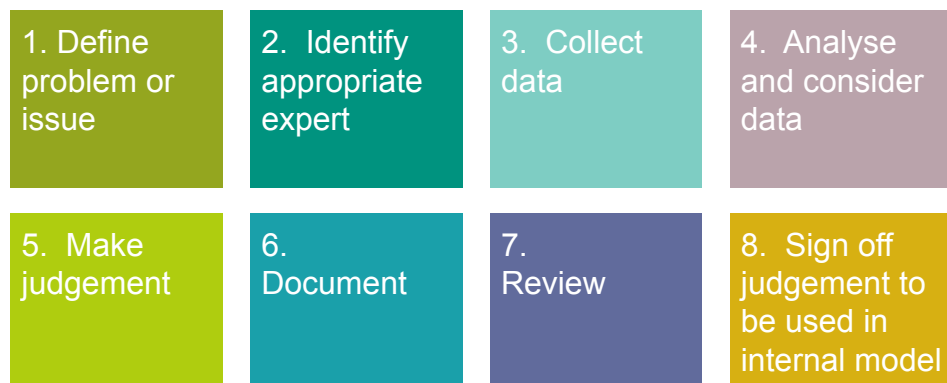 1. Define
problem or
issue
2. Identify
appropriate
expert
3. Collect
data
4. Analyse
and consider
data
5. Make
judgement
6.
Document
7.
Review
8. Sign off
judgement to
be used in
internal model